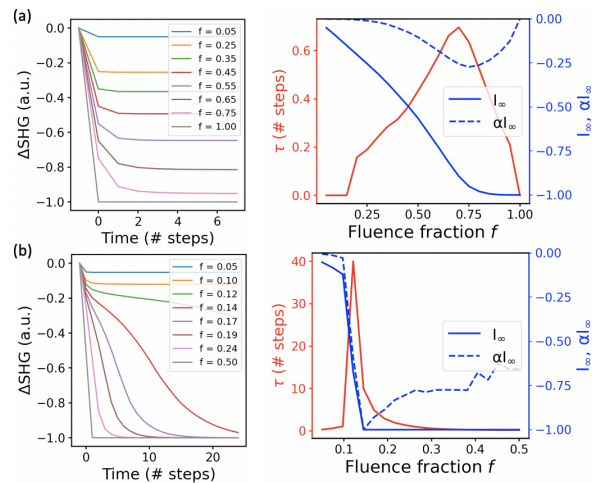 (a)
0.0
−0.2
−0.4
−0.6
−0.8
−1.0
ΔSHG (a.u.)
f = 0.05
f = 0.25
f = 0.35
f = 0.45
f = 0.55
f = 0.65
f = 0.75
f = 1.00
0 2 4 6
Time (# steps)
0.6
0.4
0.2
0.0
τ (# steps)
I∞
αI∞
0.00
−0.25
−0.50
−0.75
−1.00
I∞, αI∞
0.25 0.50 0.75 1.00
Fluence fraction f
(b)
0.0
−0.2
−0.4
−0.6
−0.8
−1.0
ΔSHG (a.u.)
f = 0.05
f = 0.10
f = 0.12
f = 0.14
f = 0.17
f = 0.19
f = 0.24
f = 0.50
0 10 20
Time (# steps)
40
30
20
10
0
τ (# steps)
I∞
αI∞
0.00
−0.25
−0.50
−0.75
−1.00
I∞, αI∞
0.1 0.2 0.3 0.4 0.5
Fluence fraction f